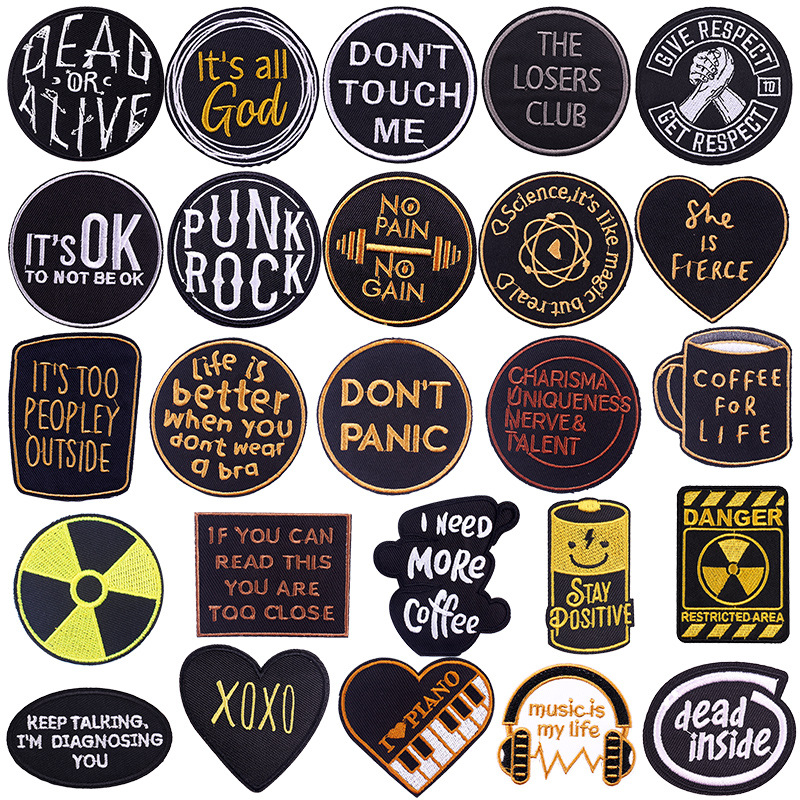 DEAD
OR
ALIVE
It's all
God
DON'T
TOUCH
ME
THE
LOSERS
CLUB
GIVE RESPECT
TO
GET RESPECT
IT'S OK
TO NOT BE OK
PUNK
ROCK
NO
PAIN
NO
GAIN
Science, it's like magic but real
She
is
FIERCE
IT'S TOO
PEOPLEY
OUTSIDE
life is
better
when you
don't wear
a bra
DON'T
PANIC
CHARISMA
UNIQUENESS
NERVE &
TALENT
COFFEE
FOR
LIFE
IF YOU CAN
READ THIS
YOU ARE
TOO CLOSE
I NEED
MORE
Coffee
STAY
POSITIVE
DANGER
RESTRICTED AREA
KEEP TALKING,
I'M DIAGNOSING
YOU
XOXO
I PIANO
music is
my life
dead
inside